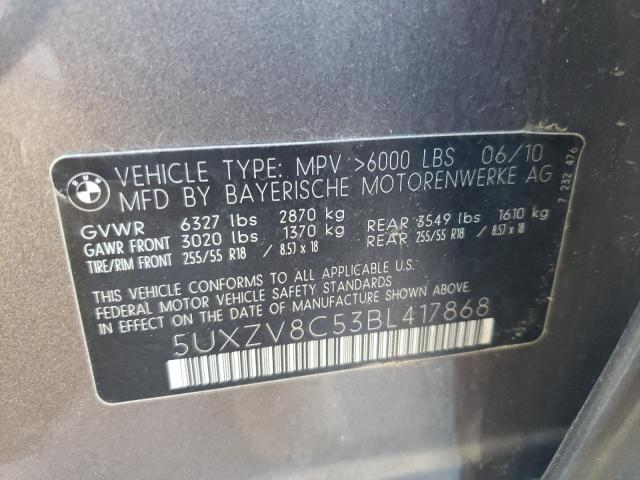 BMW
VEHICLE TYPE: MPV >6000 LBS 06/10
MFD BY BAYERISCHE MOTORENWERKE AG
GVWR 6327 lbs 2870 kg
GAWR FRONT 3020 lbs 1370 kg REAR 3549 lbs 1610 kg
TIRE/RIM FRONT 255/55 R18 / 8.5J x 18 REAR 255/55 R18 / 8.5J x 18
THIS VEHICLE CONFORMS TO ALL APPLICABLE U.S.
FEDERAL MOTOR VEHICLE SAFETY STANDARDS
IN EFFECT ON THE DATE OF MANUFACTURE SHOWN ABOVE.
5UXZV8C53BL417868
7 232 476